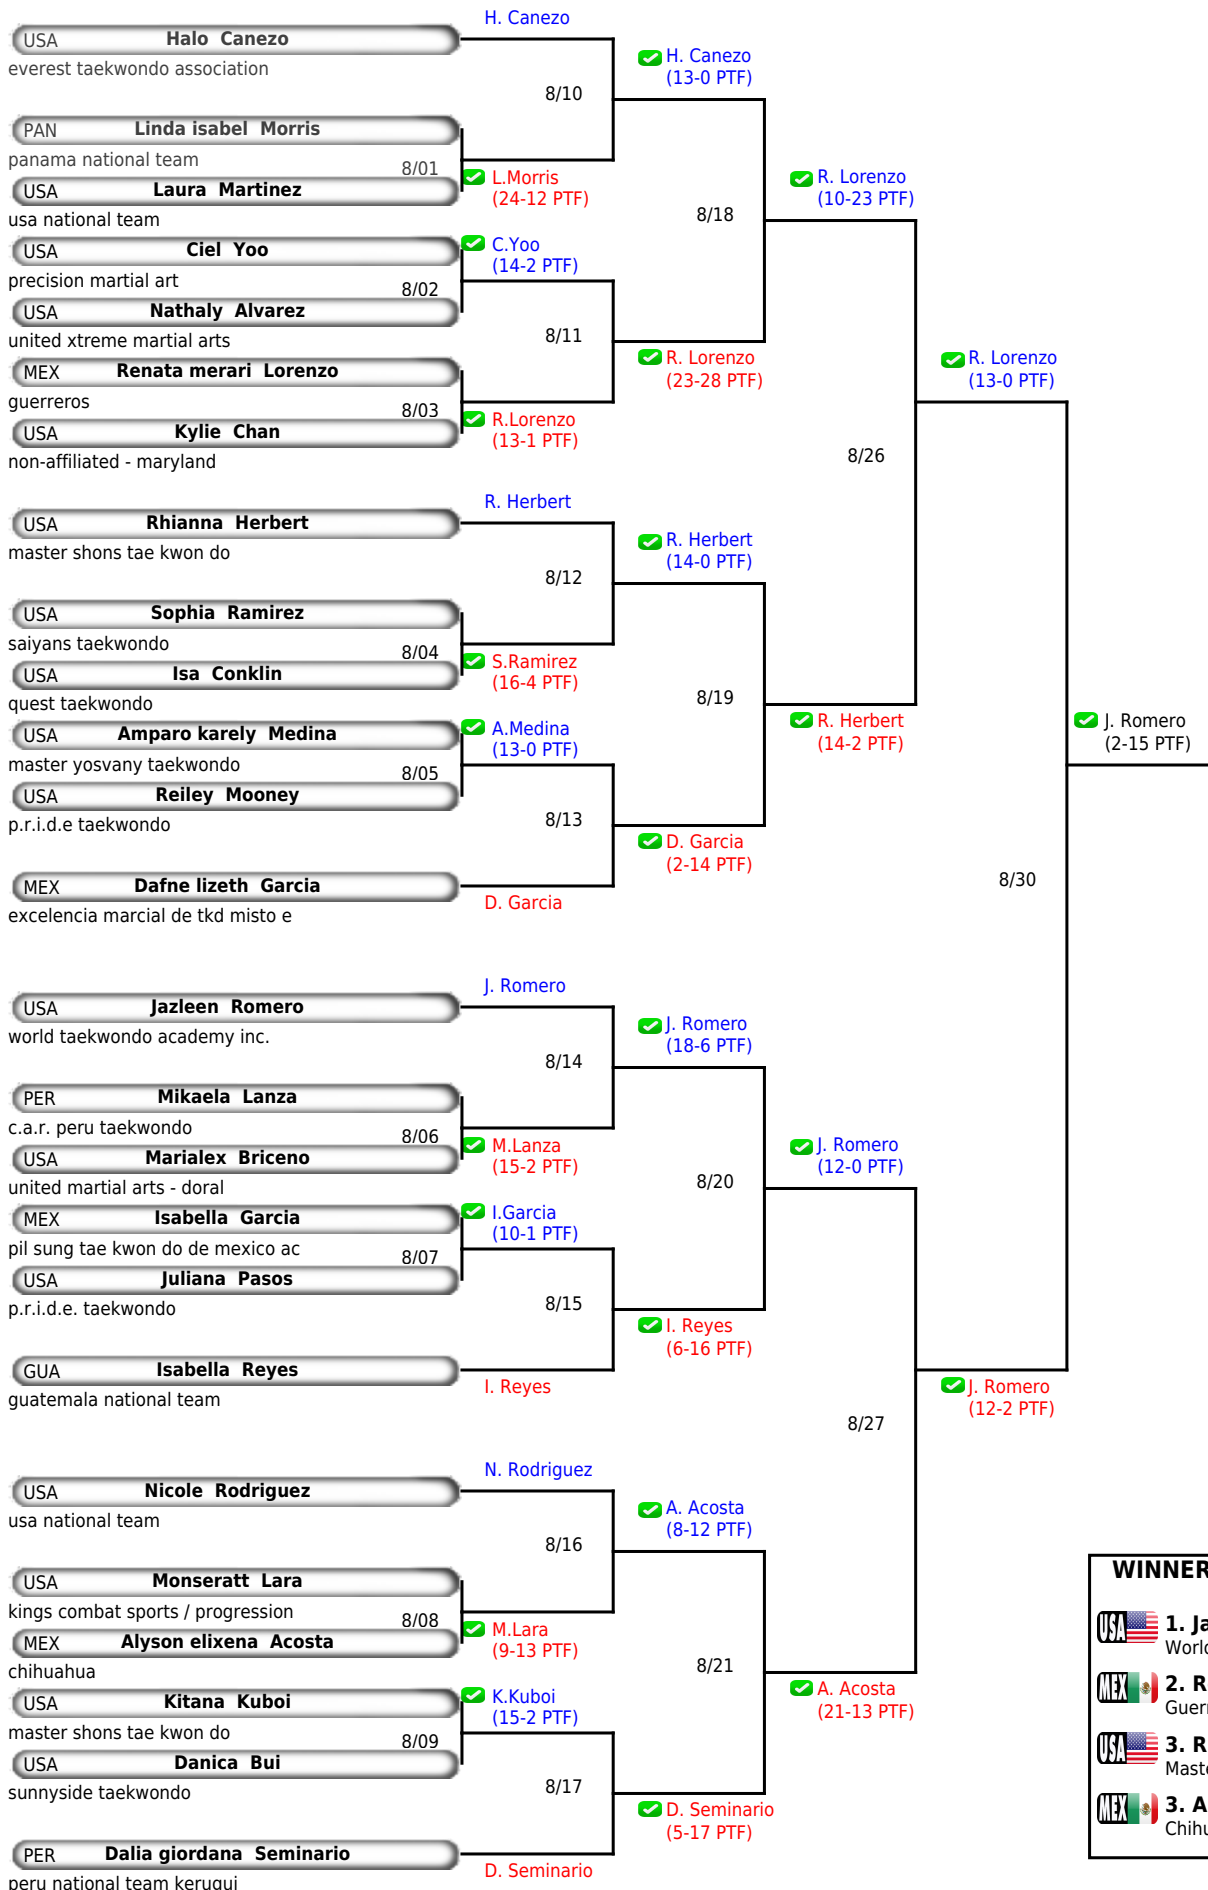 H. Canezo
USA Halo Canezo
everest taekwondo association
H. Canezo
(13-0 PTF)
8/10
PAN Linda isabel Morris
panama national team
8/01
L.Morris
(24-12 PTF)
USA Laura Martinez
usa national team
R. Lorenzo
(10-23 PTF)
8/18
USA Ciel Yoo
precision martial art
C.Yoo
(14-2 PTF)
8/02
USA Nathaly Alvarez
united xtreme martial arts
8/11
R. Lorenzo
(23-28 PTF)
MEX Renata merari Lorenzo
guerreros
8/03
R.Lorenzo
(13-1 PTF)
USA Kylie Chan
non-affiliated - maryland
R. Lorenzo
(13-0 PTF)
8/26
R. Herbert
USA Rhianna Herbert
master shons tae kwon do
R. Herbert
(14-0 PTF)
8/12
USA Sophia Ramirez
saiyans taekwondo
8/04
S.Ramirez
(16-4 PTF)
USA Isa Conklin
quest taekwondo
8/19
R. Herbert
(14-2 PTF)
USA Amparo karely Medina
master yosvany taekwondo
A.Medina
(13-0 PTF)
8/05
USA Reiley Mooney
p.r.i.d.e taekwondo
8/13
D. Garcia
(2-14 PTF)
MEX Dafne lizeth Garcia
excelencia marcial de tkd misto e
D. Garcia
J. Romero
(2-15 PTF)
8/30
J. Romero
USA Jazleen Romero
world taekwondo academy inc.
J. Romero
(18-6 PTF)
8/14
PER Mikaela Lanza
c.a.r. peru taekwondo
8/06
M.Lanza
(15-2 PTF)
USA Marialex Briceno
united martial arts - doral
J. Romero
(12-0 PTF)
8/20
MEX Isabella Garcia
pil sung tae kwon do de mexico ac
I.Garcia
(10-1 PTF)
8/07
USA Juliana Pasos
p.r.i.d.e. taekwondo
8/15
I. Reyes
(6-16 PTF)
GUA Isabella Reyes
guatemala national team
I. Reyes
J. Romero
(12-2 PTF)
8/27
N. Rodriguez
USA Nicole Rodriguez
usa national team
A. Acosta
(8-12 PTF)
8/16
USA Monseratt Lara
kings combat sports / progression
8/08
M.Lara
(9-13 PTF)
MEX Alyson elixena Acosta
chihuahua
8/21
A. Acosta
(21-13 PTF)
USA Kitana Kuboi
master shons tae kwon do
K.Kuboi
(15-2 PTF)
8/09
USA Danica Bui
sunnyside taekwondo
8/17
D. Seminario
(5-17 PTF)
PER Dalia giordana Seminario
peru national team kerugui
D. Seminario
WINNER
USA 1. Ja
World
MEX 2. R
Guerr
USA 3. R
Maste
MEX 3. A
Chihu